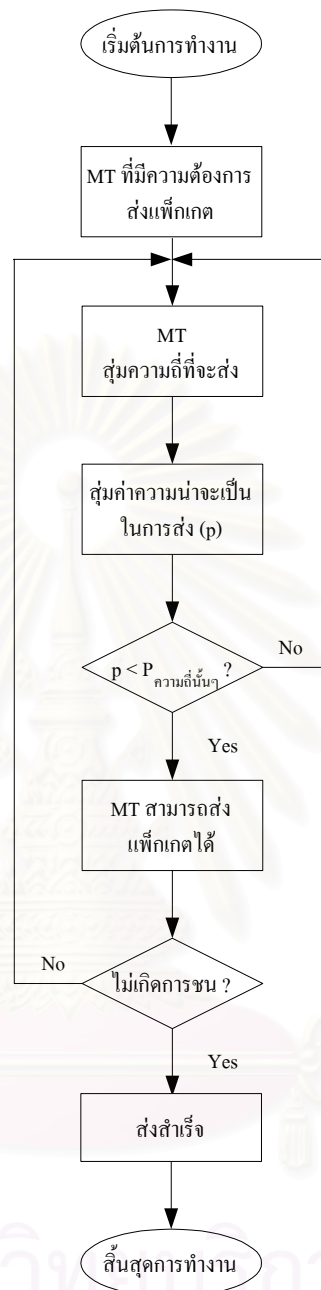 เริ่มต้นการทำงาน
MT ที่มีความต้องการ
ส่งแพ็กเกต
MT
สุ่มความถี่ที่จะส่ง
สุ่มค่าความน่าจะเป็น
ในการส่ง (p)
p < P ความถี่นั้นๆ ?
No
Yes
MT สามารถส่ง
แพ็กเกตได้
No
ไม่เกิดการชน ?
Yes
ส่งสำเร็จ
สิ้นสุดการทำงาน